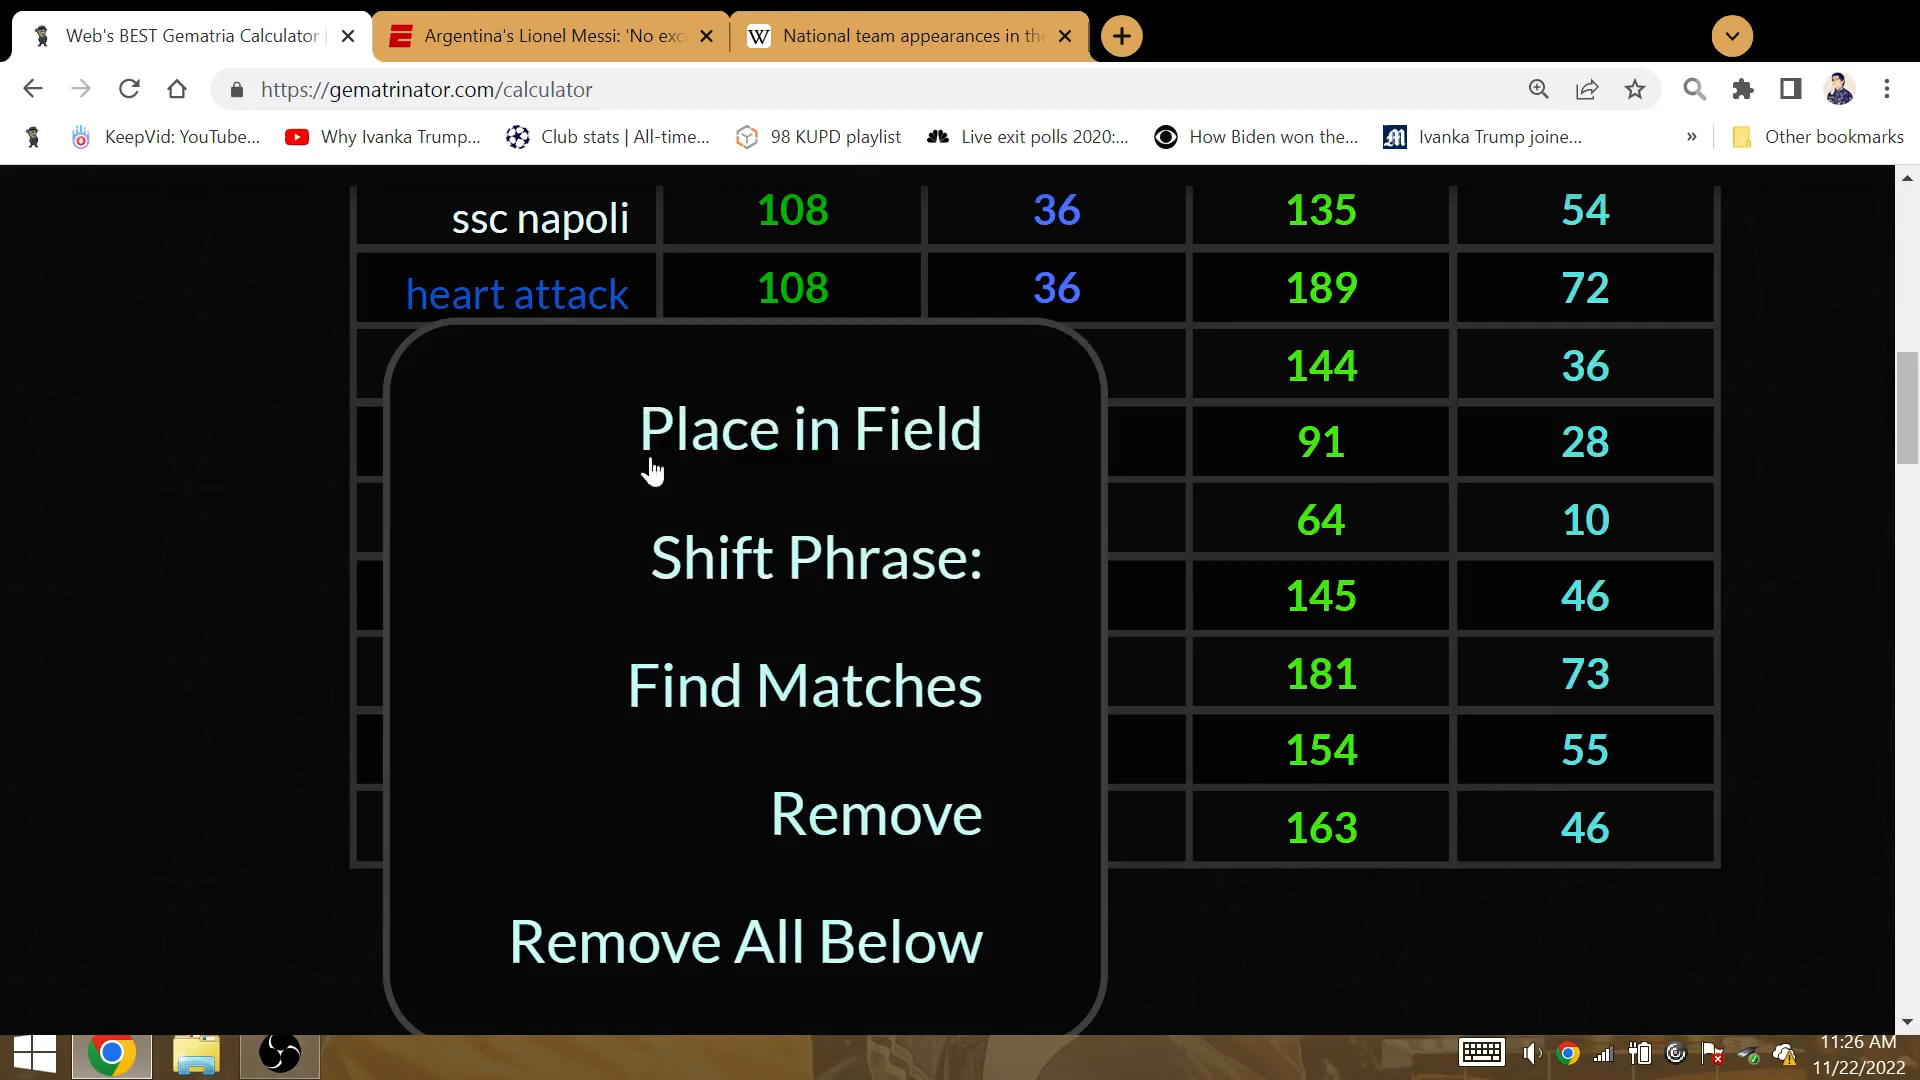 Web's BEST Gematria Calculator
Argentina's Lionel Messi: 'No exc
National team appearances in the
https://gematrinator.com/calculator
KeepVid: YouTube...
Why Ivanka Trump...
Club stats | All-time...
98 KUPD playlist
Live exit polls 2020:...
How Biden won the...
Ivanka Trump joine...
»
Other bookmarks
ssc napoli 108 36 135 54
heart attack 108 36 189 72
144 36
91 28
64 10
145 46
181 73
154 55
163 46
Place in Field
Shift Phrase:
Find Matches
Remove
Remove All Below
11:26 AM
11/22/2022